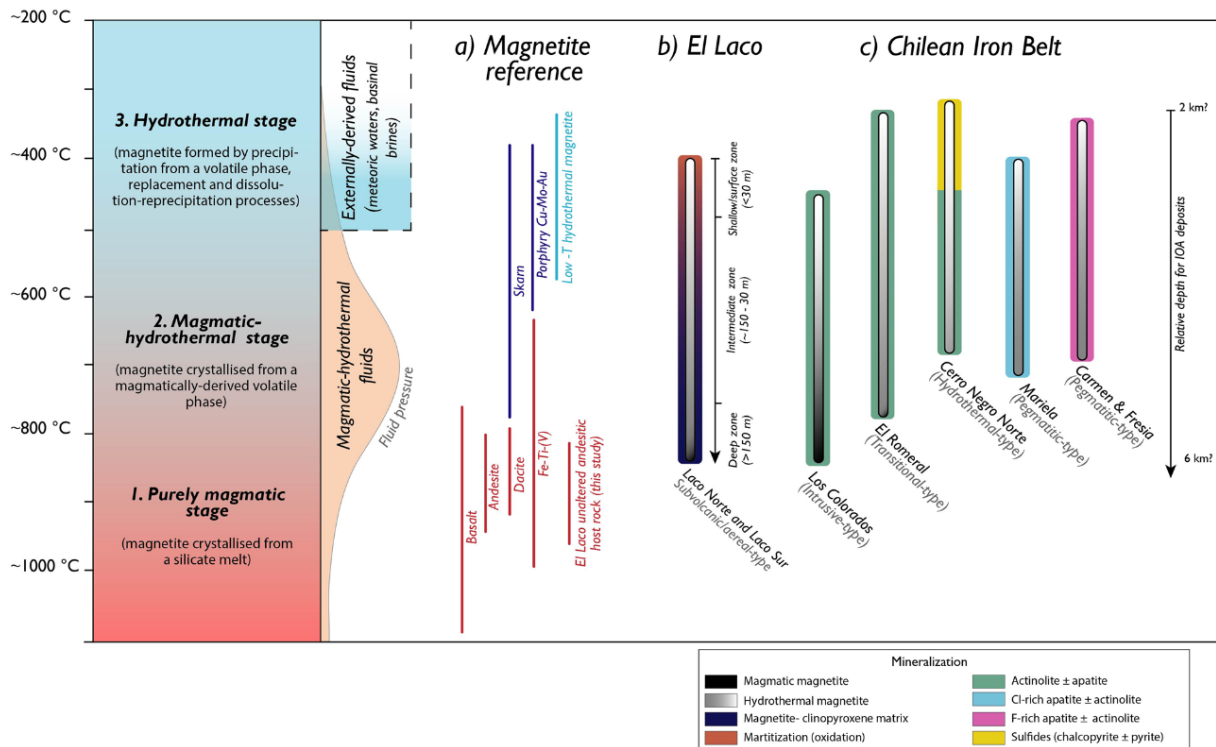 ~200 °C
~400 °C
~600 °C
~800 °C
~1000 °C
3. Hydrothermal stage
(magnetite formed by precipi-
tation from a volatile phase,
replacement and dissolu-
tion-reprecipitation processes)
2. Magmatic-
hydrothermal stage
(magnetite crystallised from a
magmatically-derived volatile
phase)
1. Purely magmatic
stage
(magnetite crystallised from
a silicate melt)
Externally-derived fluids
(meteoric waters, basinal
brines)
Magmatic-hydrothermal
fluids
Fluid pressure
a) Magnetite
reference
Basalt
Andesite
Dacite
Skarn
Fe-Ti-(V)
Porphyry Cu-Mo-Au
Low -T hydrothermal magnetite
El Laco unaltered andesitic
host rock (this study)
b) El Laco
Shallow/surface zone
(<30 m)
Intermediate zone
(~150 - 30 m)
Deep zone
(>150 m)
Laco Norte and Laco Sur
Subvolcanic/aereal-type
c) Chilean Iron Belt
Los Colorados
(Intrusive-type)
El Romeral
(Transitional-type)
Cerro Negro Norte
(Hydrothermal-type)
Mariela
(Pegmatitic-type)
Carmen & Fresia
(Pegmatitic-type)
2 km?
Relative depth for IOA deposits
6 km?
Mineralization
Magmatic magnetite
Hydrothermal magnetite
Magnetite- clinopyroxene matrix
Martitization (oxidation)
Actinolite ± apatite
Cl-rich apatite ± actinolite
F-rich apatite ± actinolite
Sulfides (chalcopyrite ± pyrite)